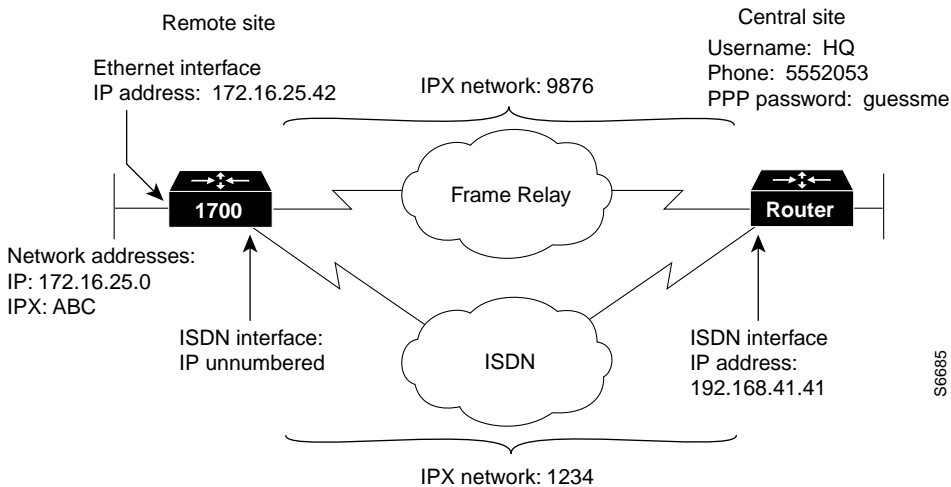 Remote site
Central site
Username: HQ
Phone: 5552053
PPP password: guessme
Ethernet interface
IP address: 172.16.25.42
IPX network: 9876
Frame Relay
1700
Router
Network addresses:
IP: 172.16.25.0
IPX: ABC
ISDN interface:
IP unnumbered
ISDN
ISDN interface
IP address:
192.168.41.41
S6685
IPX network: 1234